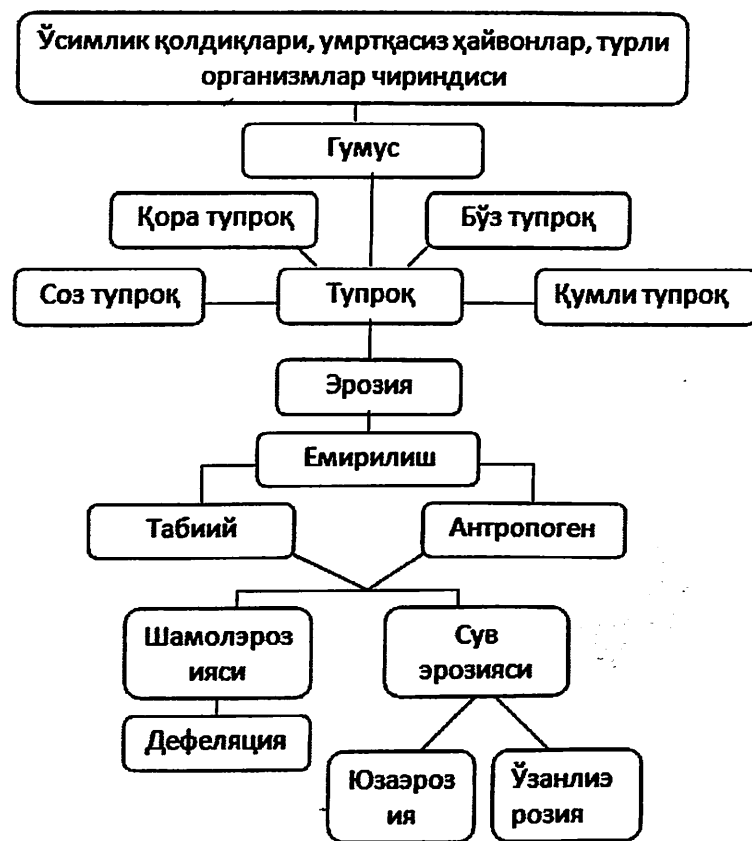 Ўсимлик қолдиқлари, умртқасиз ҳайвонлар, турли
организмлар чириндиси
Гумус
Қора тупроқ
Бўз тупроқ
Соз тупроқ
Тупроқ
Қумли тупроқ
Эрозия
Емирилиш
Табиий
Антропоген
Шамолэроз
ияси
Сув
эрозияси
Дефеляция
Юзаэроз
ия
Ўзанлиэ
розия